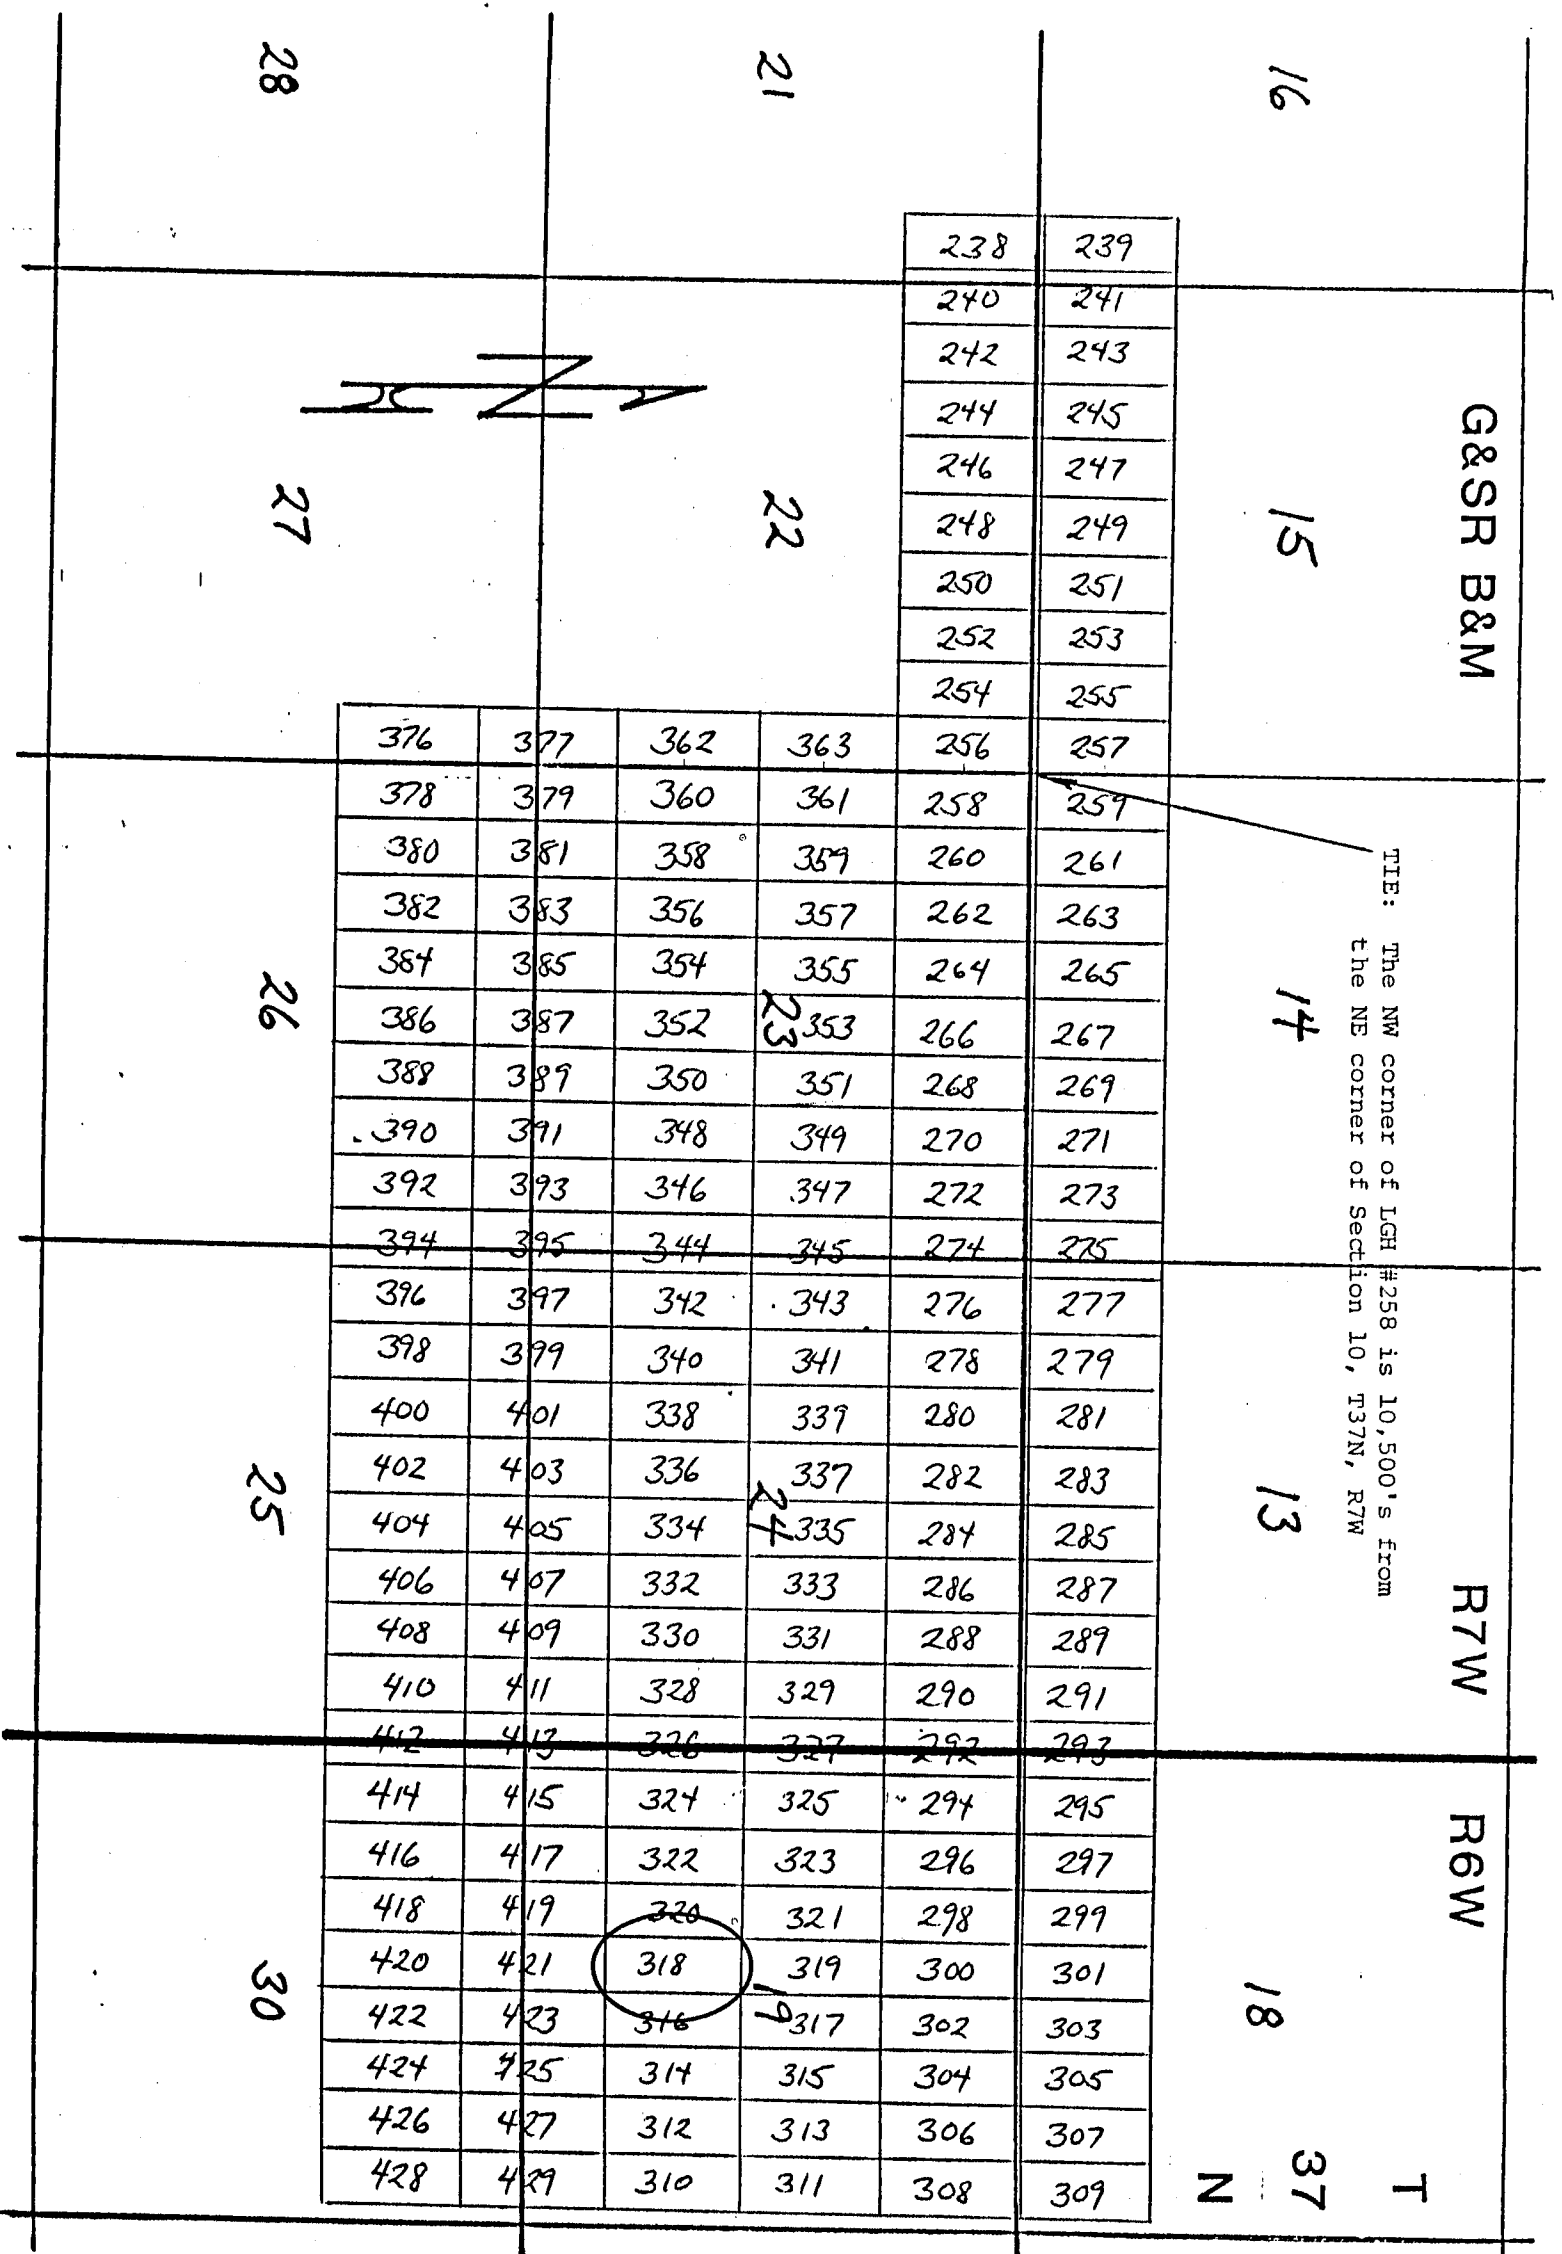 G&SR B&M
R7W
R6W
T
37
N
TIE: The NW corner of LGH #258 is 10,500's from
the NE corner of Section 10, T37N, R7W
16
15
14
13
18
21
22
23
24
19
28
27
26
25
30
N
238 239
240 241
242 243
244 245
246 247
248 249
250 251
252 253
254 255
376 377 362 363 256 257
378 379 360 361 258 259
380 381 358 359 260 261
382 383 356 357 262 263
384 385 354 355 264 265
386 387 352 353 266 267
388 389 350 351 268 269
390 391 348 349 270 271
392 393 346 347 272 273
394 395 344 345 274 275
396 397 342 343 276 277
398 399 340 341 278 279
400 401 338 339 280 281
402 403 336 337 282 283
404 405 334 335 284 285
406 407 332 333 286 287
408 409 330 331 288 289
410 411 328 329 290 291
412 413 326 327 292 293
414 415 324 325 294 295
416 417 322 323 296 297
418 419 320 321 298 299
420 421 318 319 300 301
422 423 316 317 302 303
424 425 314 315 304 305
426 427 312 313 306 307
428 429 310 311 308 309